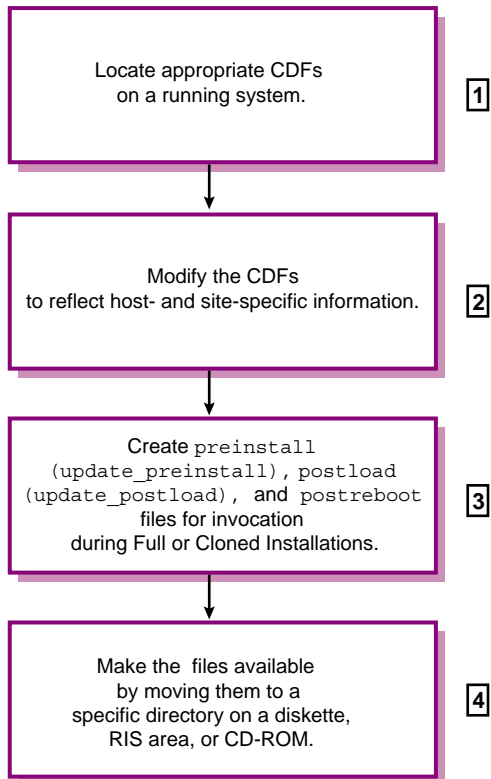 Locate appropriate CDFs
on a running system.
1
Modify the CDFs
to reflect host- and site-specific information.
2
Create preinstall
(update_preinstall), postload
(update_postload), and postreboot
files for invocation
during Full or Cloned Installations.
3
Make the files available
by moving them to a
specific directory on a diskette,
RIS area, or CD-ROM.
4